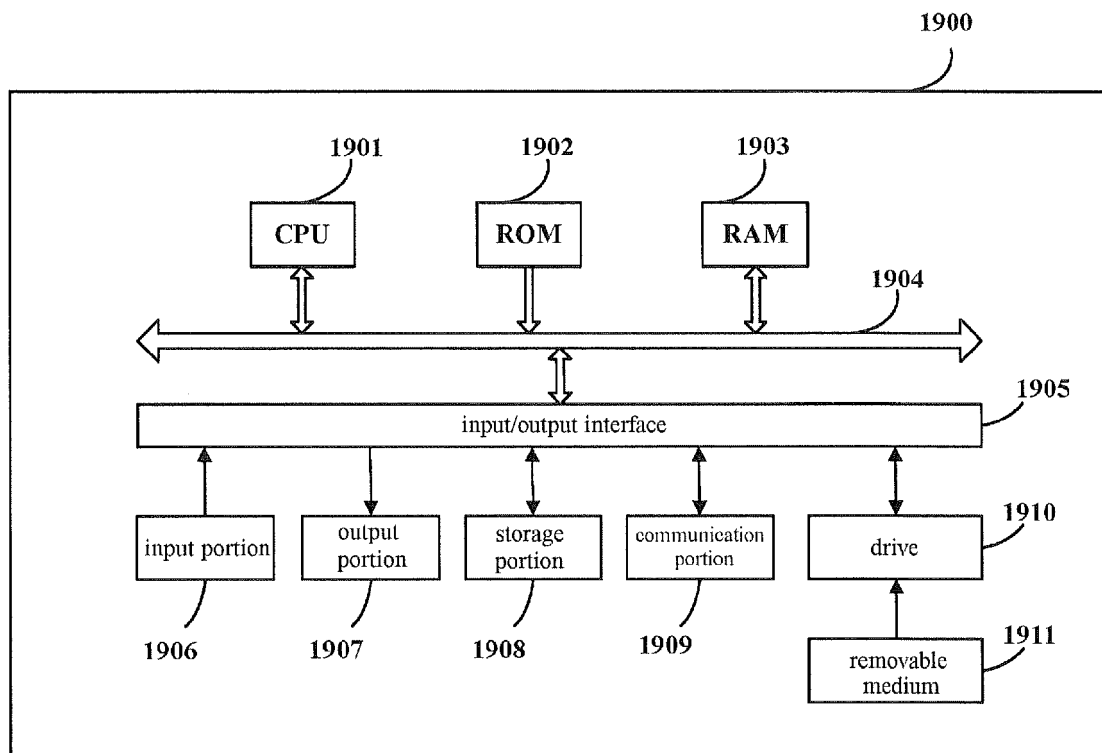 1900
1901
1902
1903
CPU
ROM
RAM
1904
1905
input/output interface
input portion
output
portion
storage
portion
communication
portion
drive
1910
1906
1907
1908
1909
removable
medium
1911